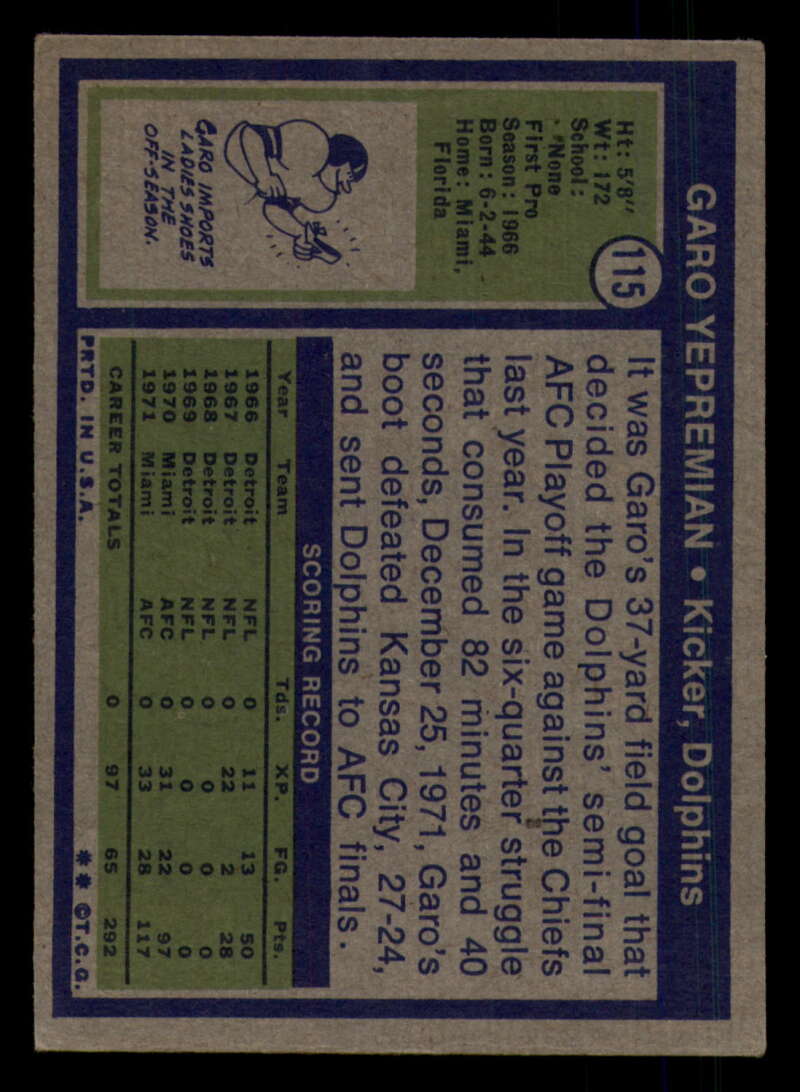 GARO YEPREMIAN • Kicker, Dolphins
115
Ht: 5'8"
Wt: 172
School:
*None
First Pro
Season: 1966
Born: 6-2-44
Home: Miami,
Florida
GARO IMPORTS
LADIES SHOES
IN THE
OFF-SEASON.
It was Garo's 37-yard field goal that
decided the Dolphins' semi-final
AFC Playoff game against the Chiefs
last year. In the six-quarter struggle
that consumed 82 minutes and 40
seconds, December 25, 1971, Garo's
boot defeated Kansas City, 27-24,
and sent Dolphins to AFC finals.
SCORING RECORD
Year Team Tds. XP. FG. Pts.
1966 Detroit NFL 0 11 13 50
1967 Detroit NFL 0 22 2 28
1968 Detroit NFL 0 0 0 0
1969 Detroit NFL 0 0 0 0
1970 Miami AFC 0 31 22 97
1971 Miami AFC 0 33 28 117
CAREER TOTALS 0 97 65 292
PRTD. IN U.S.A. ** ©T.C.G.